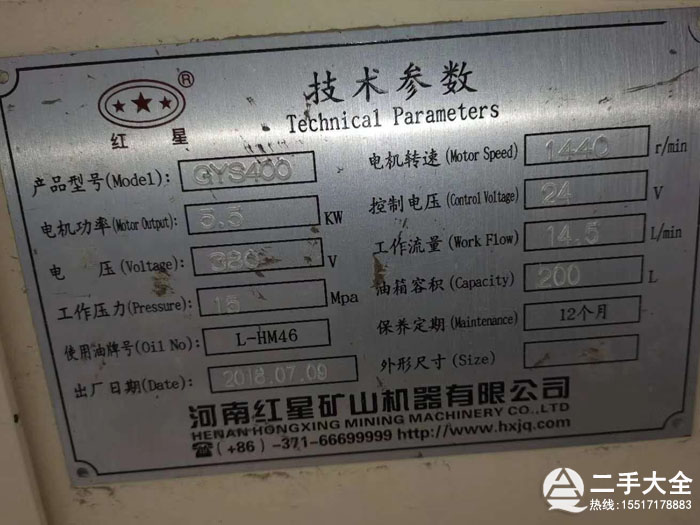 红星 ®
技术参数
Technical Parameters
产品型号(Model): GYS400
电机功率(Motor Output): 5.5 KW
电 压(Voltage): 380 V
工作压力(Pressure): 15 Mpa
使用油牌号(Oil No): L-HM46
出厂日期(Date): 2018.07.09
电机转速(Motor Speed) 1440 r/min
控制电压(Control Voltage) 24 V
工作流量(Work Flow) 14.5 L/min
油箱容积(Capacity) 200 L
保养定期(Maintenance) 12个月
外形尺寸(Size)
河南红星矿山机器有限公司
HENAN HONGXING MINING MACHINERY CO.,LTD
☎(+86)-371-66699999 http://www.hxjq.com
二手大全
热线:15517178883